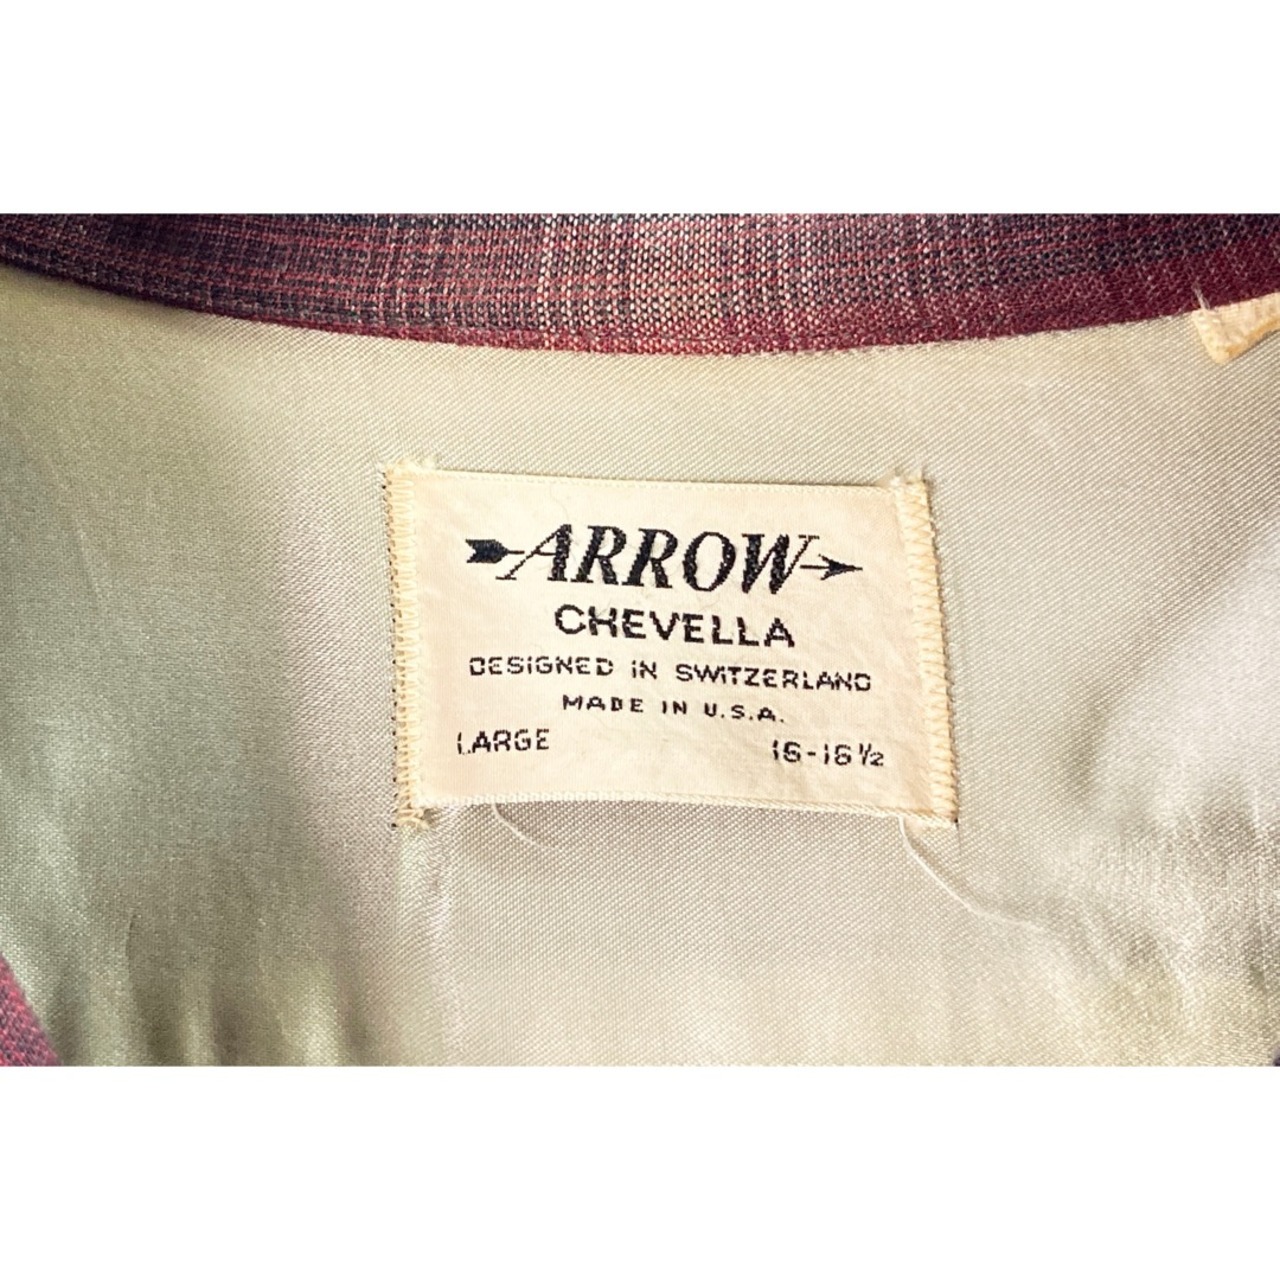 ARROW
CHEVELLA
DESIGNED IN SWITZERLAND
MADE IN U.S.A.
LARGE 16-16½